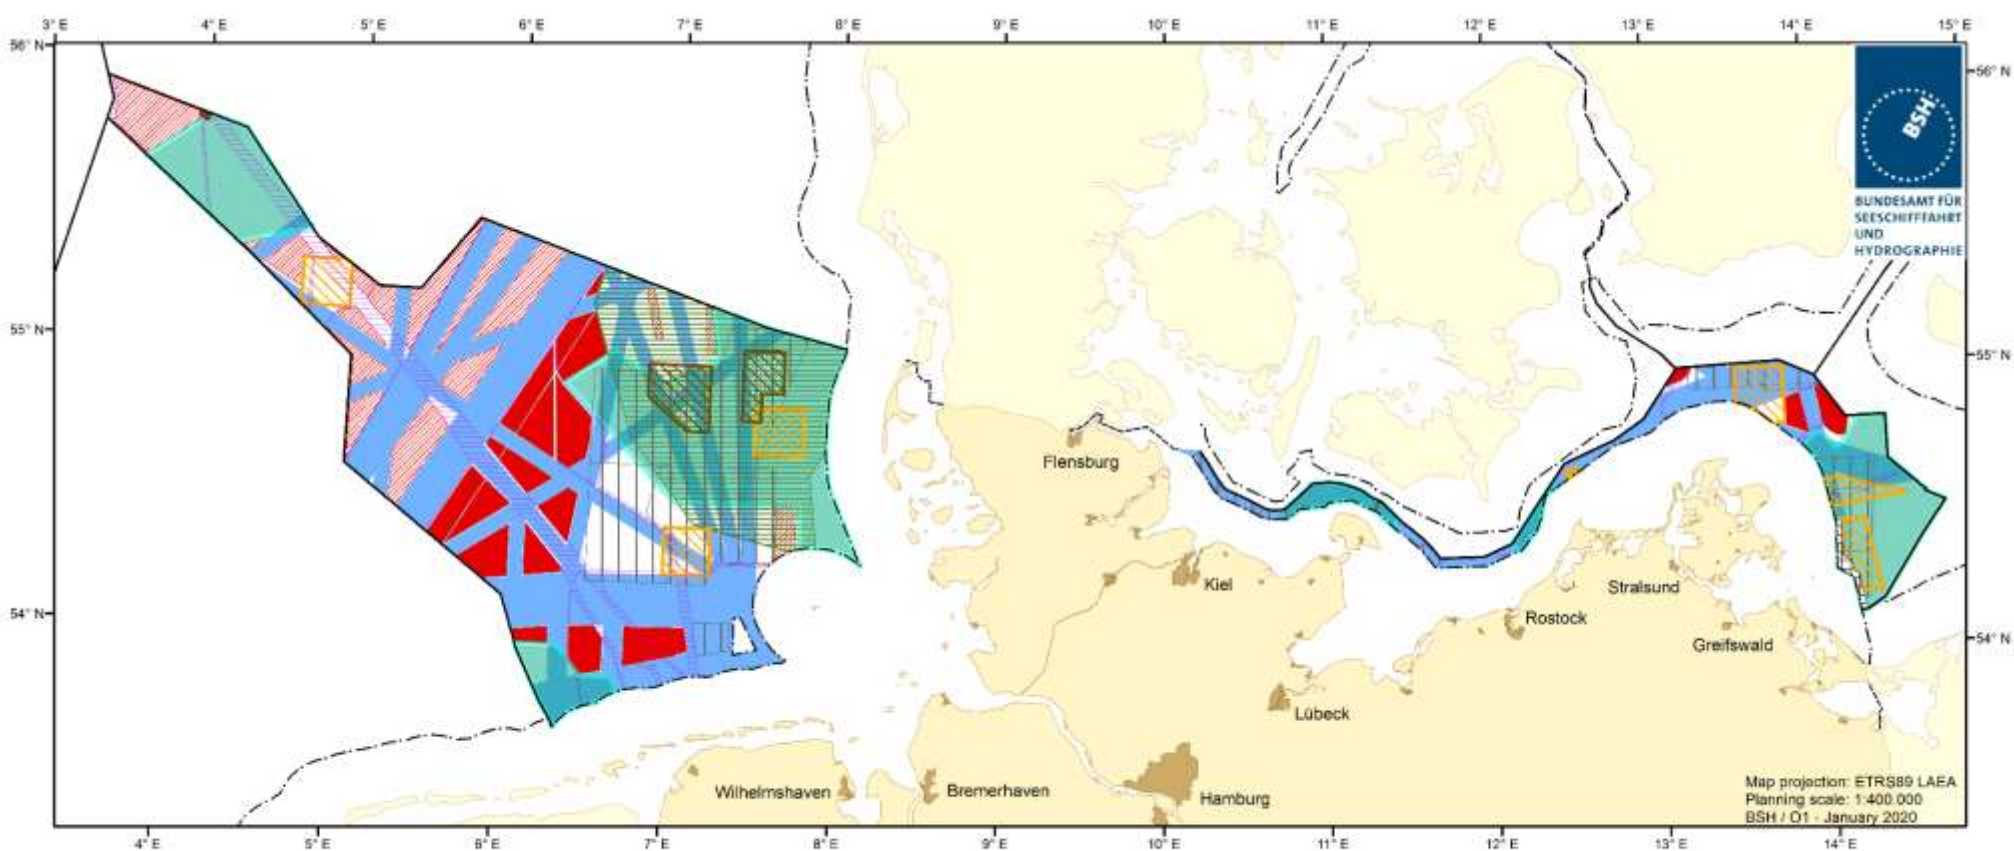 3° E 4° E 5° E 6° E 7° E 8° E 9° E 10° E 11° E 12° E 13° E 14° E 15° E
56° N
56° N
BSH
BUNDESAMT FÜR
SEESCHIFFFAHRT
UND
HYDROGRAPHIE
55° N
55° N
Flensburg
Kiel
Stralsund
54° N
Rostock
54° N
Greifswald
Lübeck
Map projection: ETRS89 LAEA
Wilhelmshaven
Bremerhaven
Hamburg
Planning scale: 1:400 000
BSH / O1 - January 2020
4° E 5° E 6° E 7° E 8° E 9° E 10° E 11° E 12° E 13° E 14° E